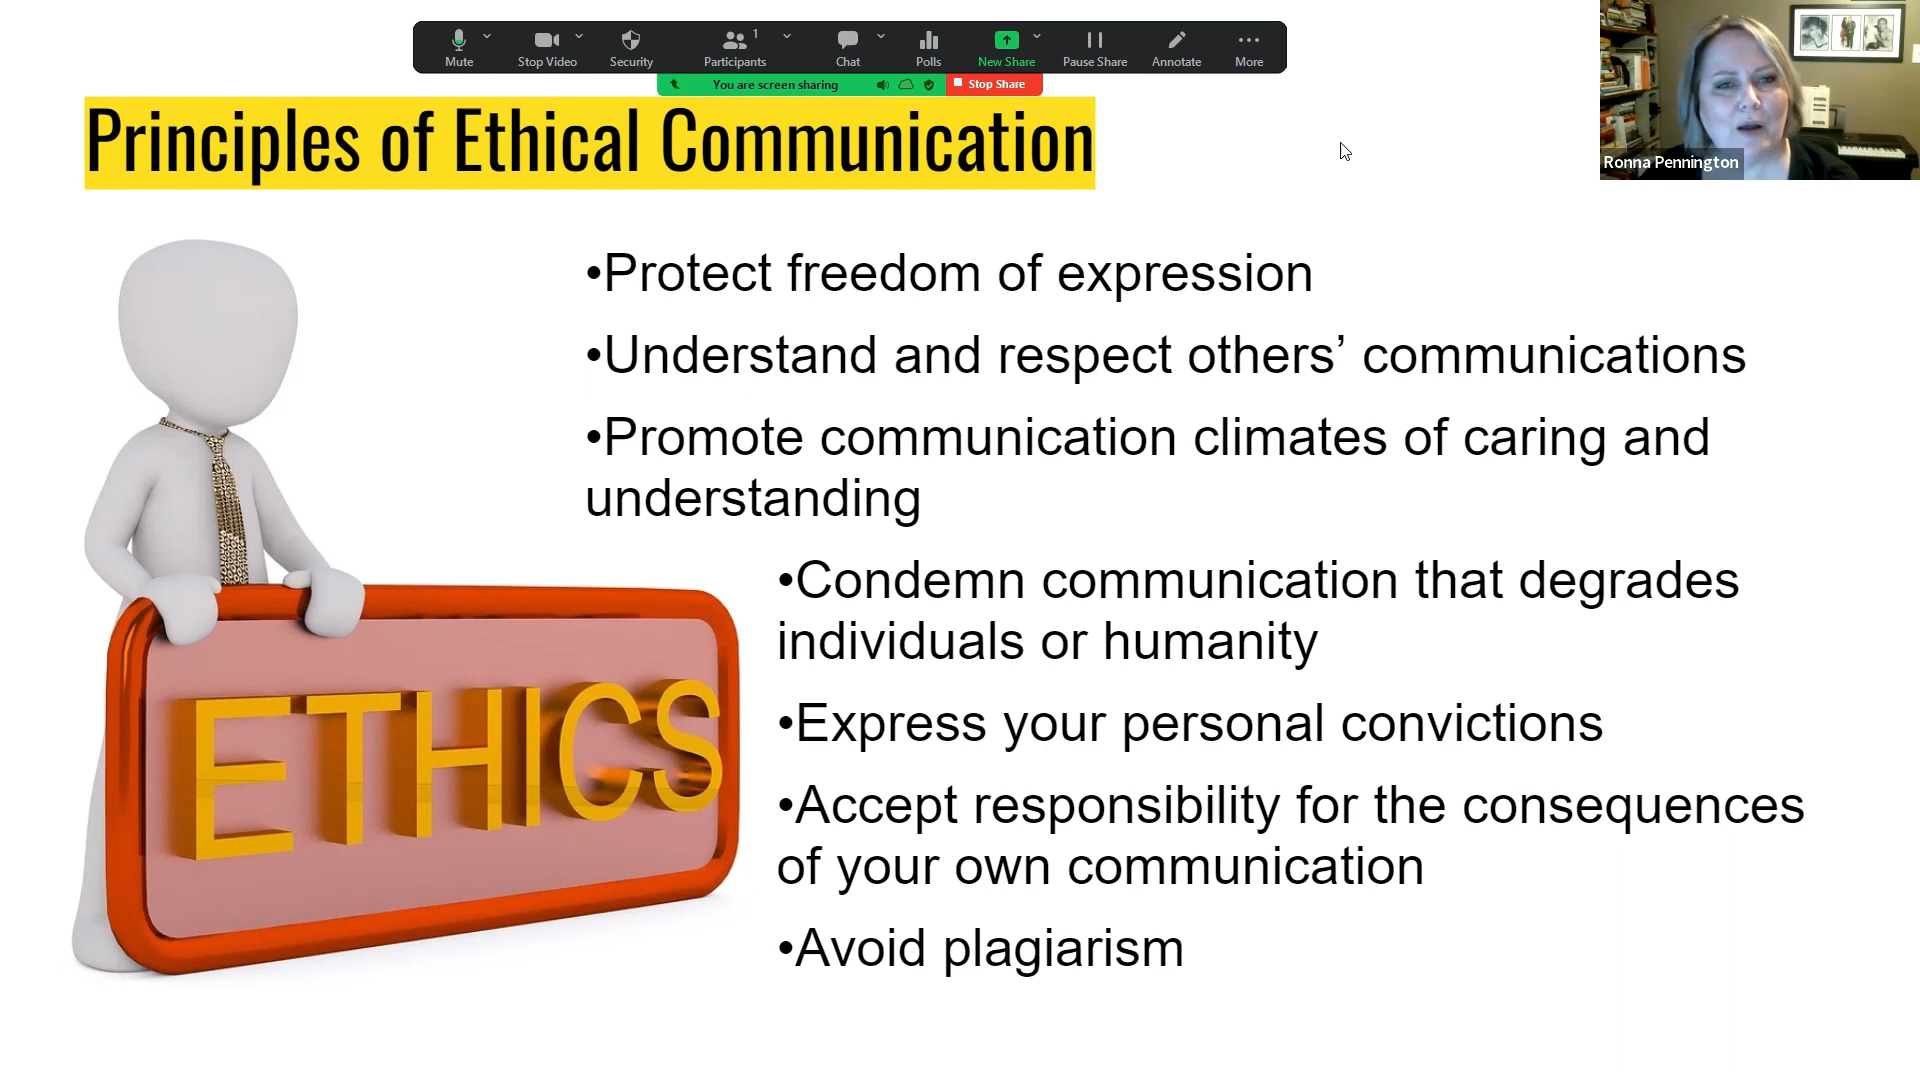 1
Mute
Stop Video
Security
Participants
Chat
Polls
New Share
Pause Share
Annotate
More
You are screen sharing
Stop Share
Ronna Pennington
Principles of Ethical Communication
•Protect freedom of expression
•Understand and respect others’ communications
•Promote communication climates of caring and
understanding
•Condemn communication that degrades
individuals or humanity
•Express your personal convictions
•Accept responsibility for the consequences
of your own communication
•Avoid plagiarism
ETHICS